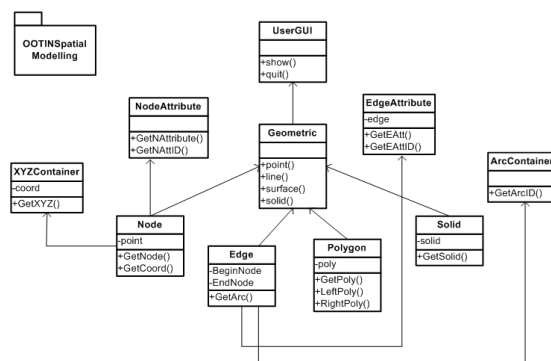 OOTINSpatial
Modelling
UserGUI
+show()
+quit()
NodeAttribute
+GetNAttribute()
+GetNAttID()
EdgeAttribute
-edge
+GetEAtt()
+GetEAttID()
Geometric
+point()
+line()
+surface()
+solid()
XYZContainer
-coord
+GetXYZ()
ArcContainer
+GetArcID()
Node
-point
+GetNode()
+GetCoord()
Edge
-BeginNode
-EndNode
+GetArc()
Polygon
-poly
+GetPoly()
+LeftPoly()
+RightPoly()
Solid
-solid
+GetSolid()